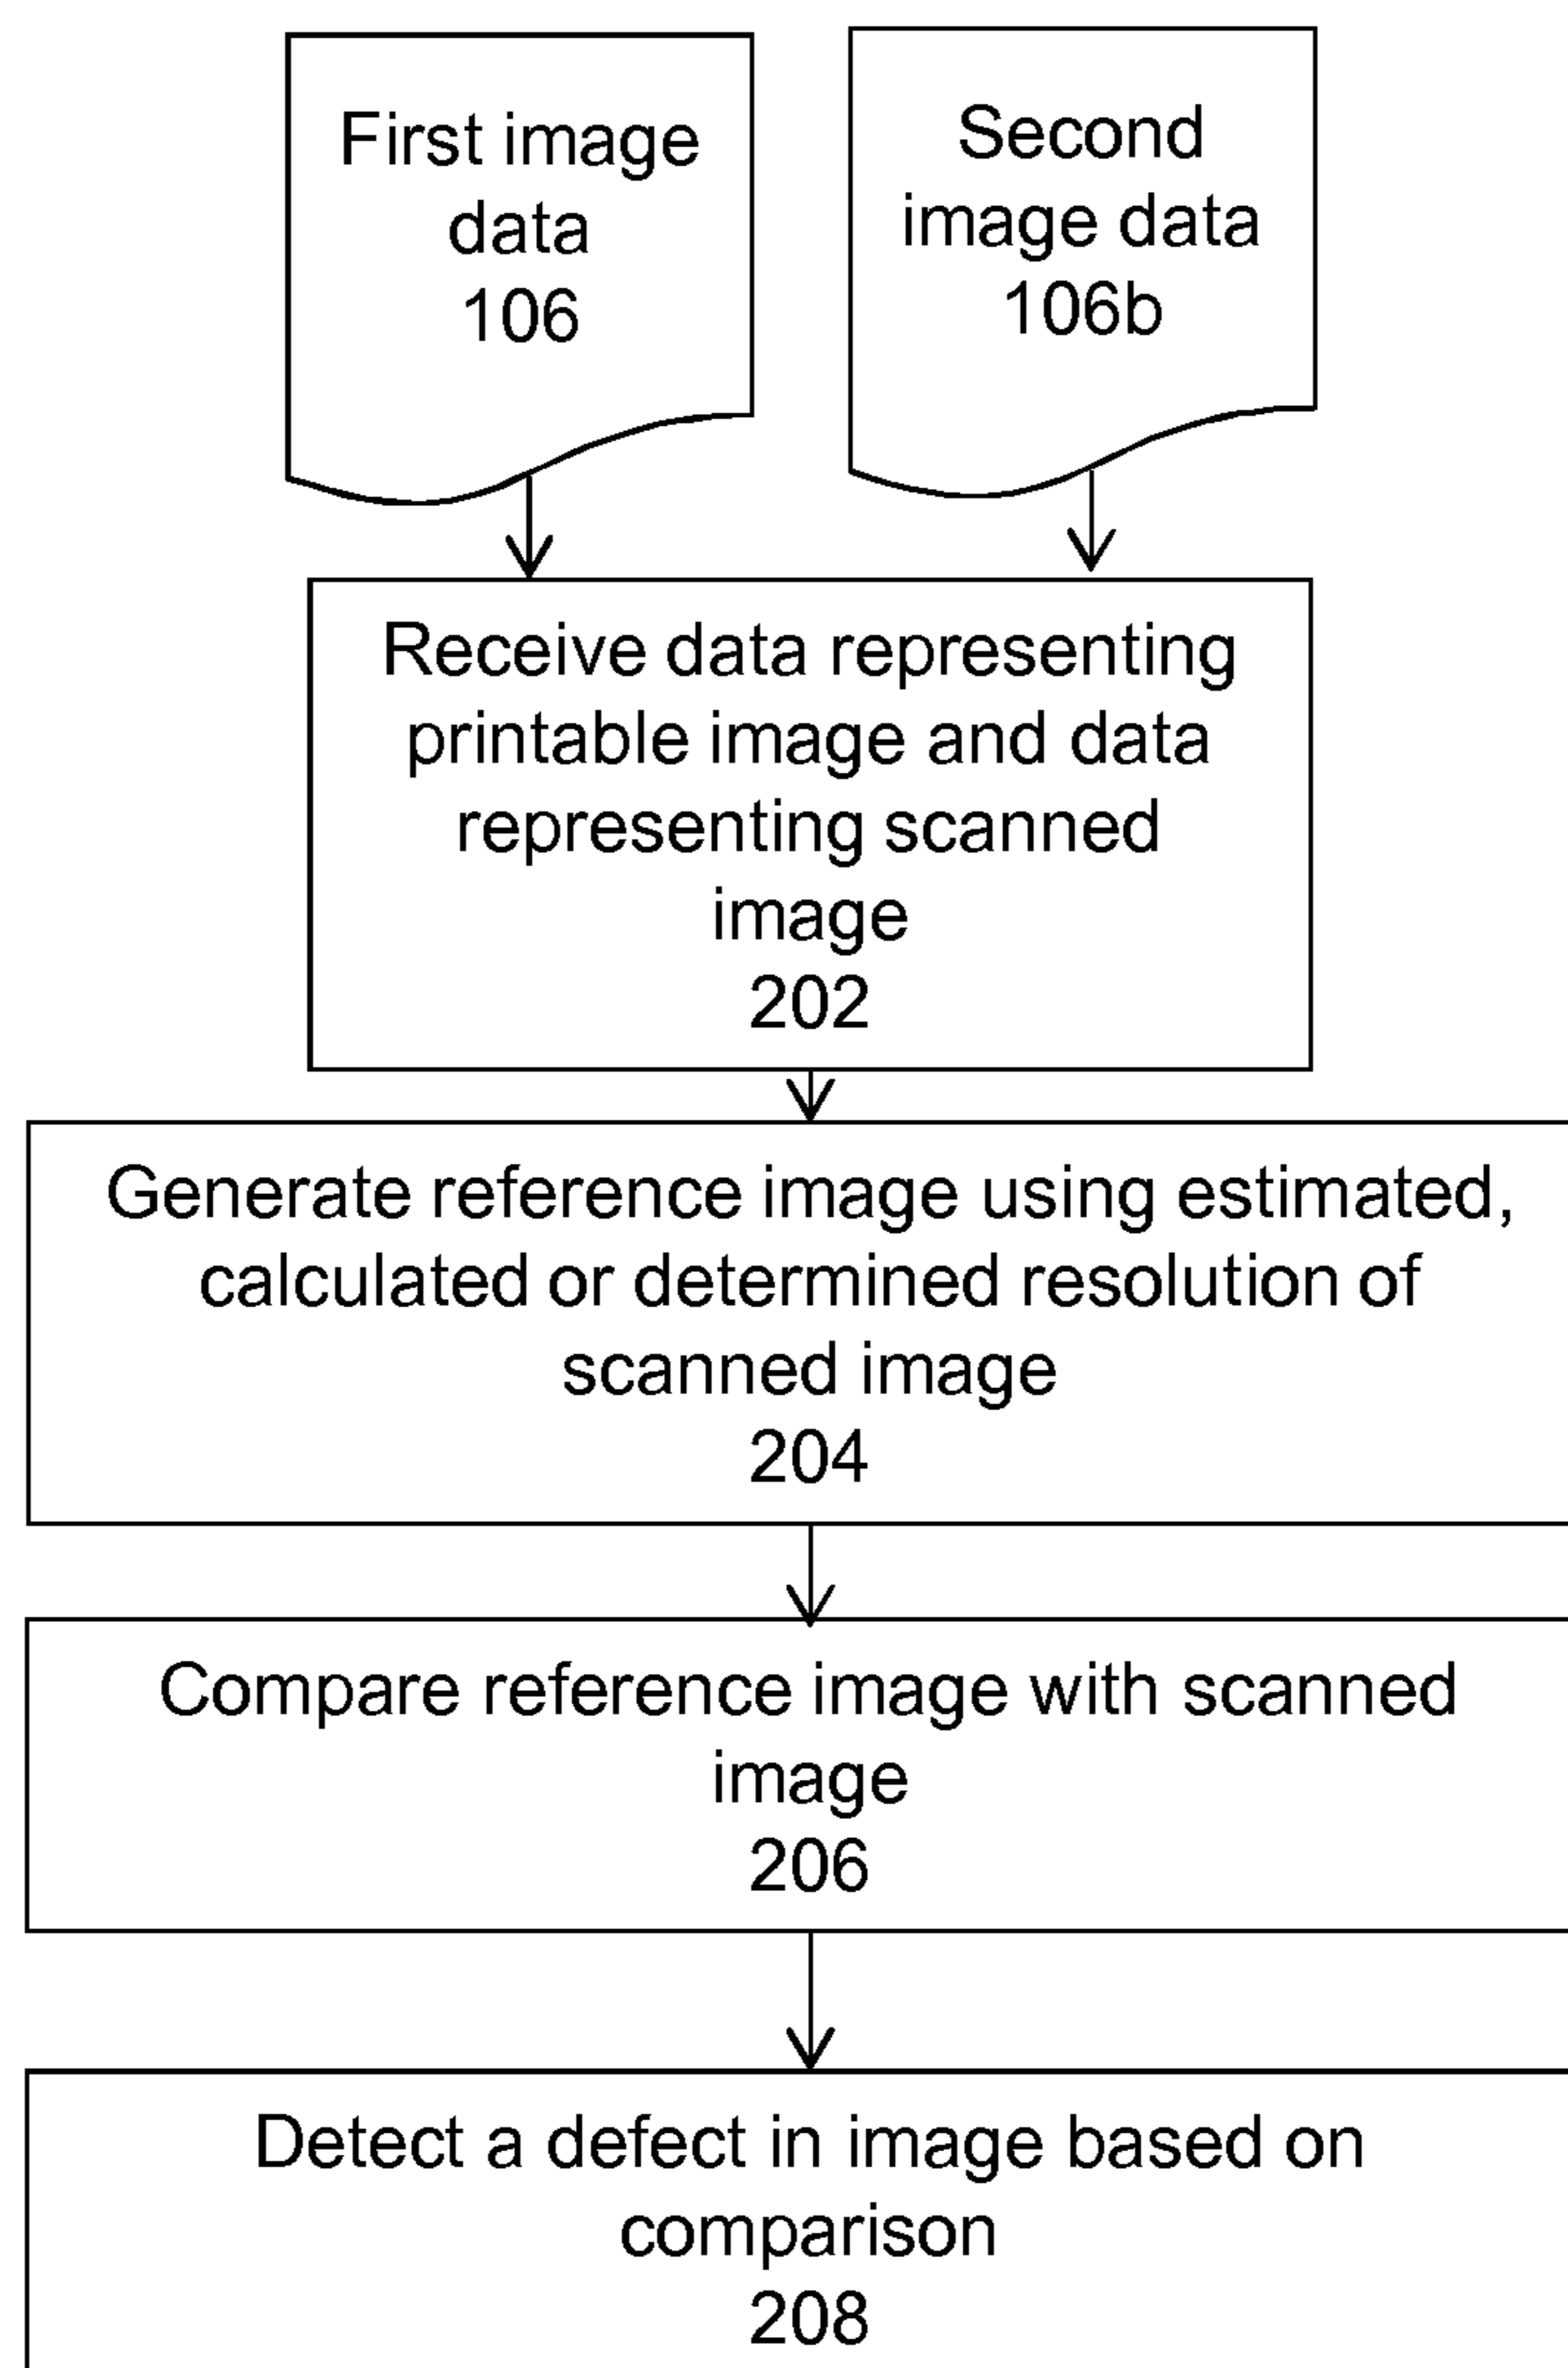 First image
data
106
Second
image data
106b
Receive data representing
printable image and data
representing scanned
image
202
Generate reference image using estimated,
calculated or determined resolution of
scanned image
204
Compare reference image with scanned
image
206
Detect a defect in image based on
comparison
208